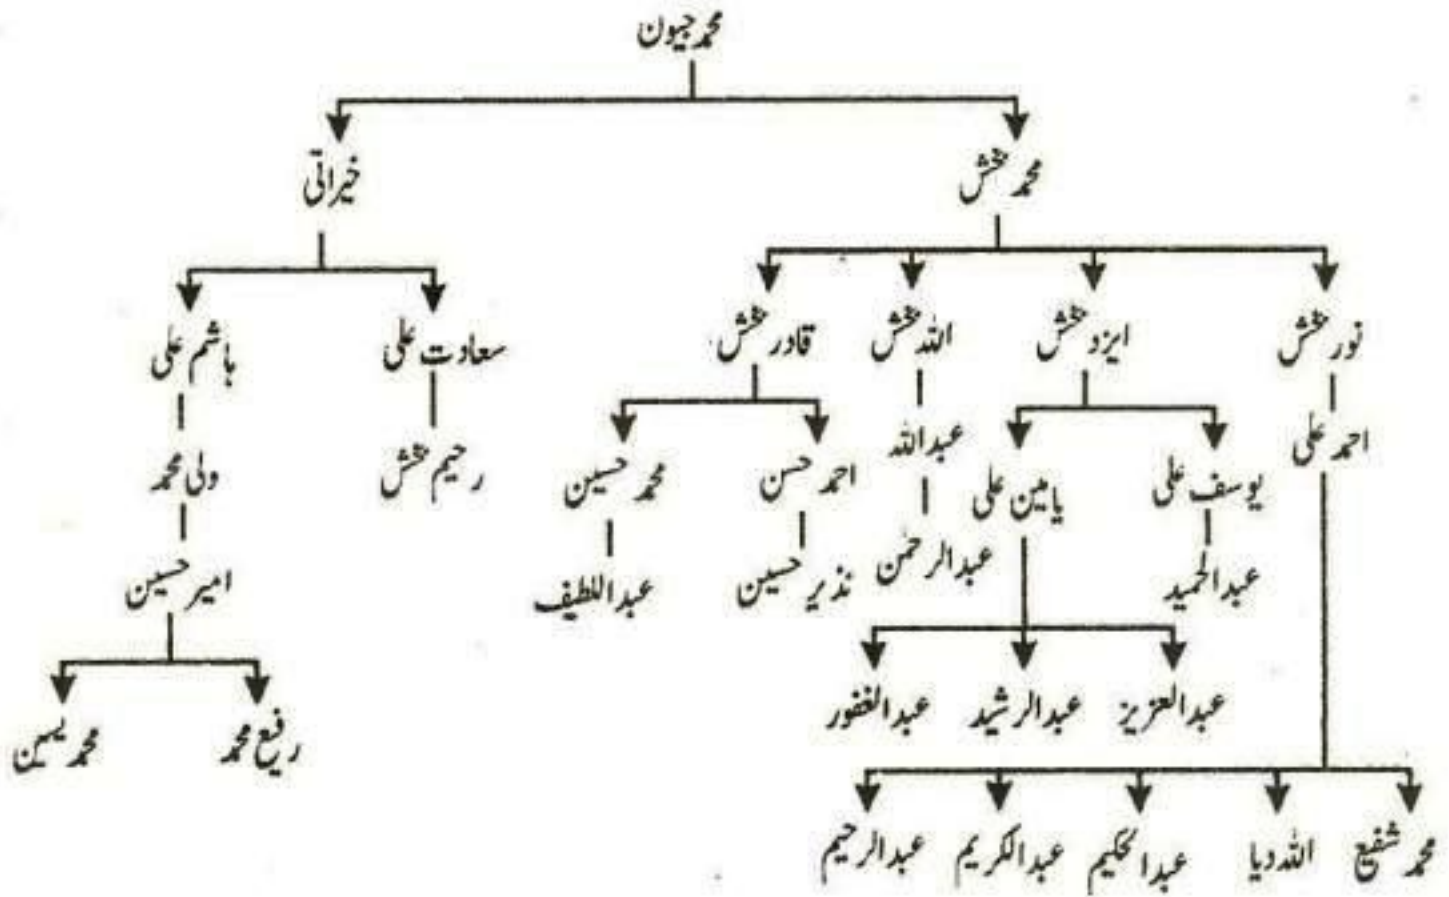 محمد جیون
محمد بخش خیراتی
نور بخش ایزد بخش اللہ بخش قادر بخش سعادت علی ہاشم علی
احمد علی یوسف علی یامین علی عبداللہ احمد حسن محمد حسین رحیم بخش ولی محمد
عبدالحمید عبدالرحمٰن نذیر حسین عبداللطیف امیر حسین
عبدالعزیز عبدالرشید عبدالغفور رفیع محمد محمد یسین
محمد شفیع اللہ دیا عبدالحکیم عبدالکریم عبدالرحیم